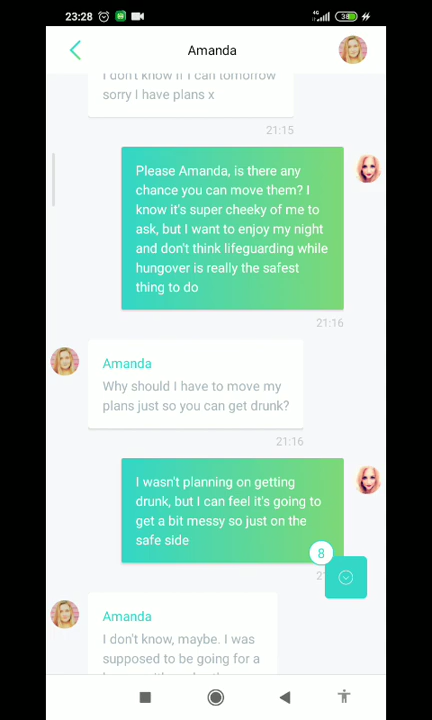 23:28
4G
38
Amanda
I don't know if I can tomorrow
sorry I have plans x
21:15
Please Amanda, is there any
chance you can move them? I
know it's super cheeky of me to
ask, but I want to enjoy my night
and don't think lifeguarding while
hungover is really the safest
thing to do
21:16
Amanda
Why should I have to move my
plans just so you can get drunk?
21:16
I wasn't planning on getting
drunk, but I can feel it's going to
get a bit messy so just on the
safe side
8
Amanda
I don't know, maybe. I was
supposed to be going for a